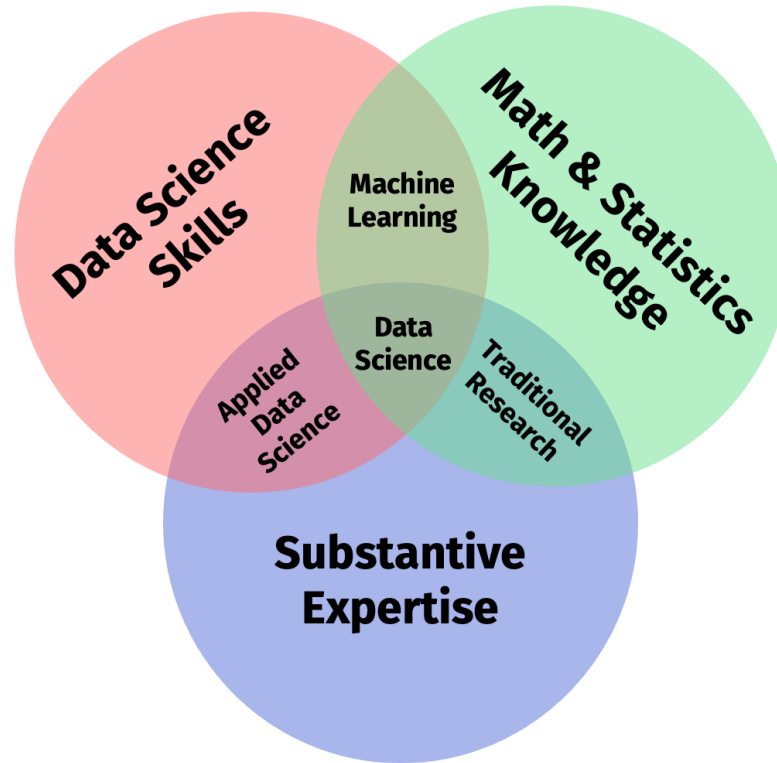 Data Science
Skills
Math & Statistics
Knowledge
Machine
Learning
Data
Science
Applied
Data
Science
Traditional
Research
Substantive
Expertise